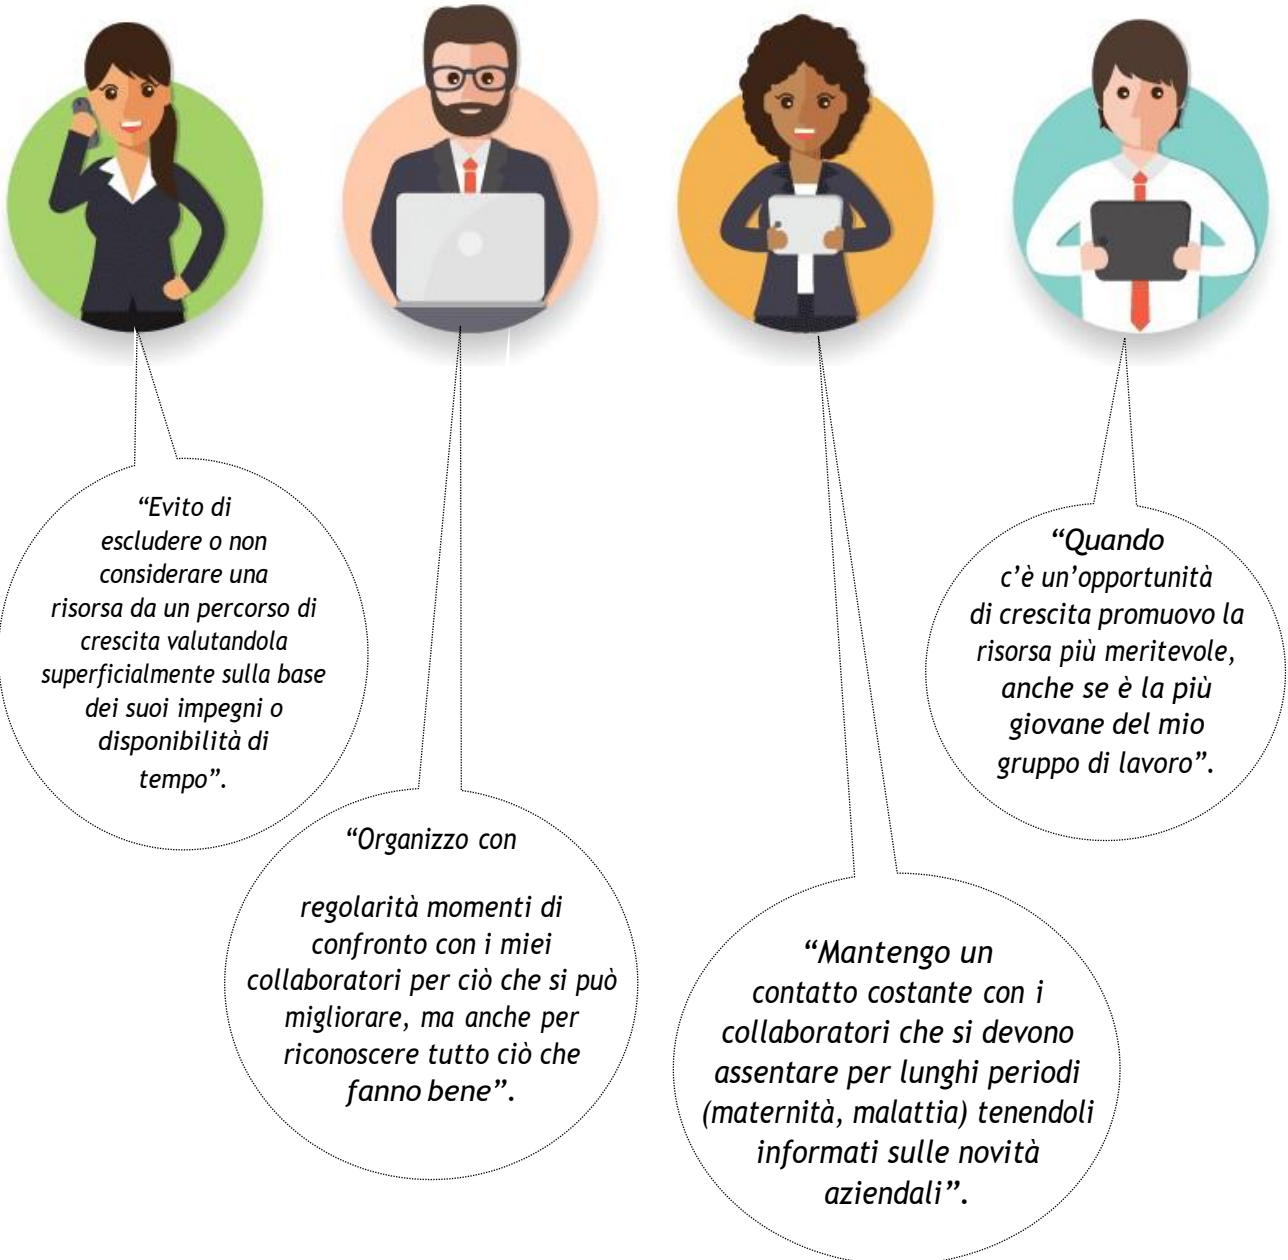 “Evito di
escludere o non
considerare una
risorsa da un percorso di
crescita valutandola
superficialmente sulla base
dei suoi impegni o
disponibilità di
tempo”.
“Organizzo con
regolarità momenti di
confronto con i miei
collaboratori per ciò che si può
migliorare, ma anche per
riconoscere tutto ciò che
fanno bene”.
“Mantengo un
contatto costante con i
collaboratori che si devono
assentare per lunghi periodi
(maternità, malattia) tenendoli
informati sulle novità
aziendali”.
“Quando
c’è un’opportunità
di crescita promuovo la
risorsa più meritevole,
anche se è la più
giovane del mio
gruppo di lavoro”.